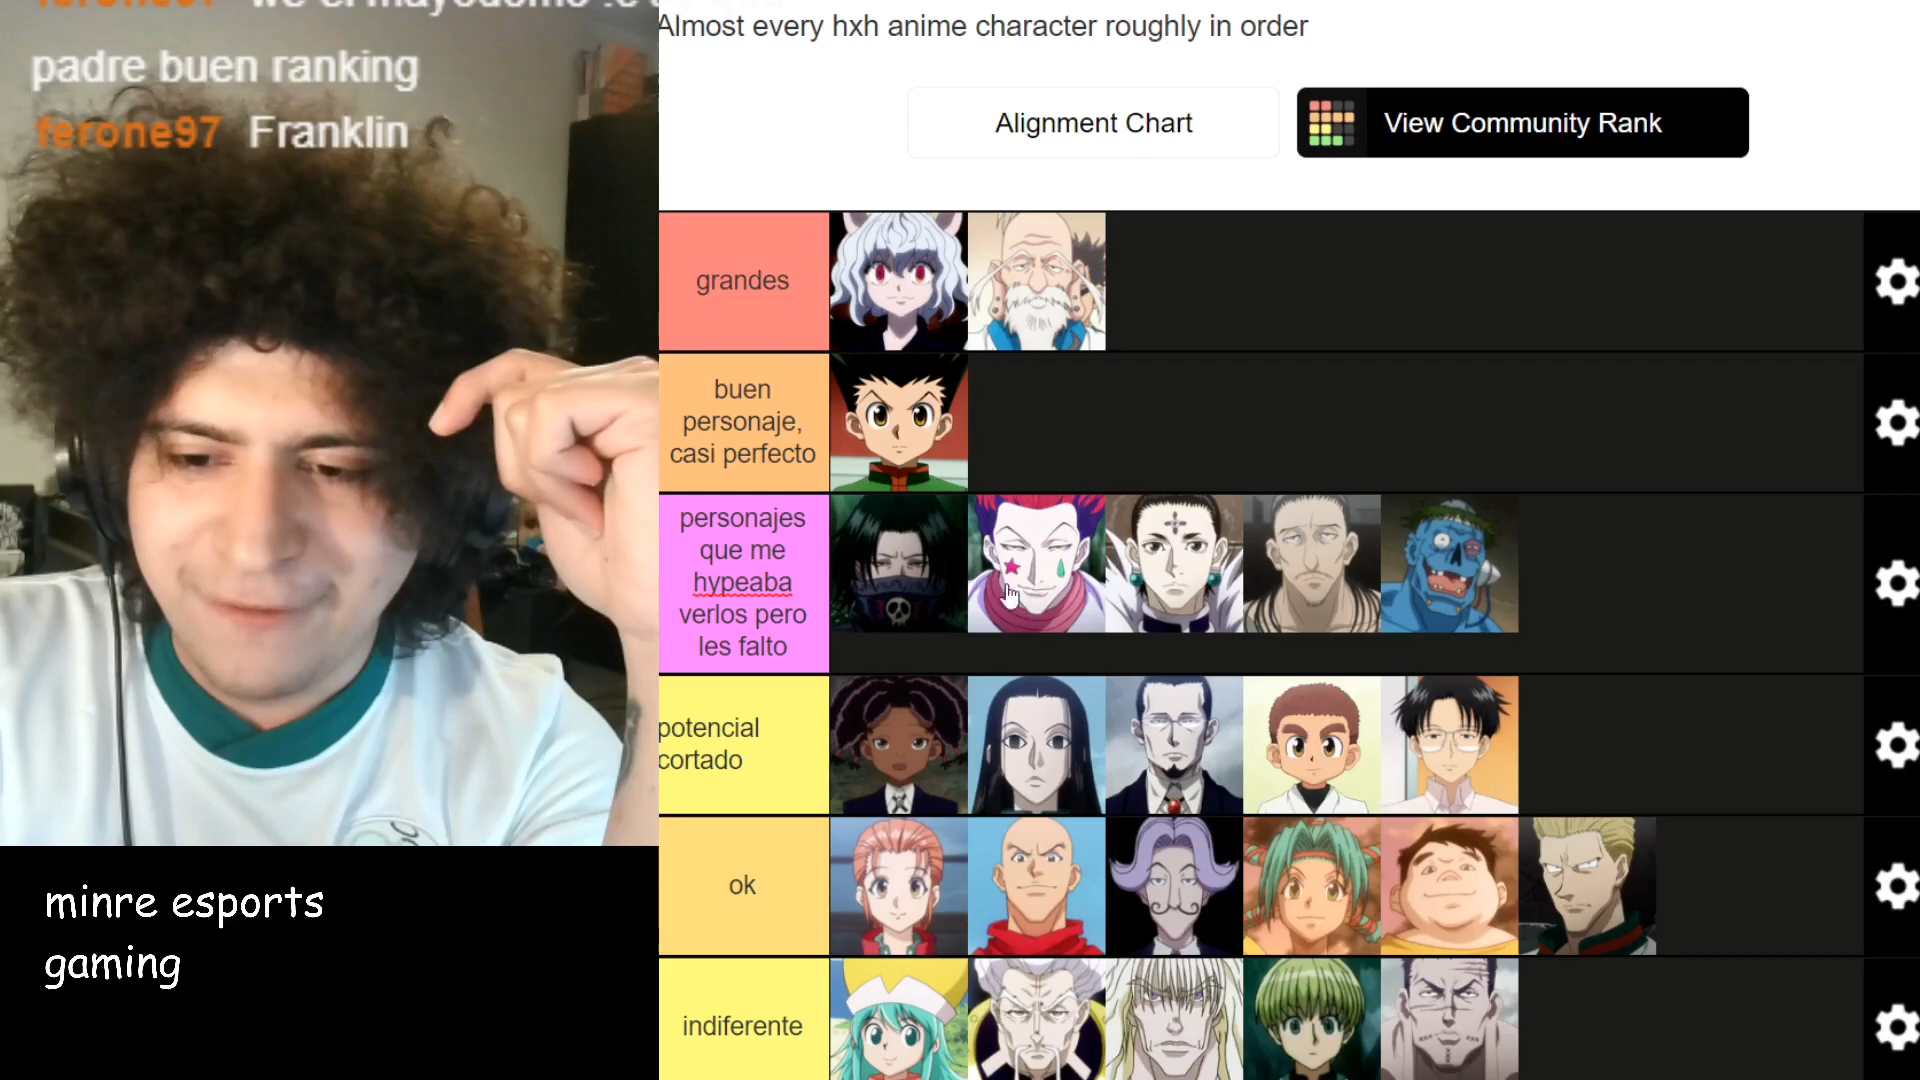 padre buen ranking
ferone97 Franklin
Almost every hxh anime character roughly in order
Alignment Chart
View Community Rank
grandes
buen
personaje,
casi perfecto
personajes
que me
hypeaba
verlos pero
les falto
potencial
cortado
ok
indiferente
minre esports
gaming